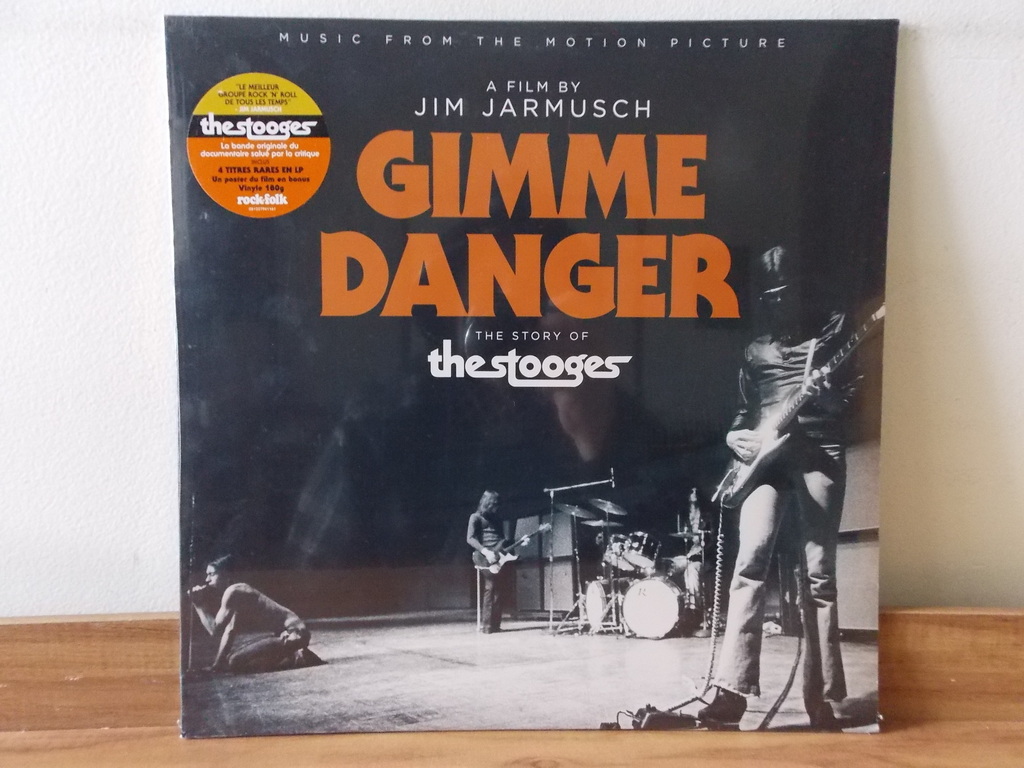 MUSIC FROM THE MOTION PICTURE
A FILM BY
JIM JARMUSCH
GIMME
DANGER
THE STORY OF
thestooges
"LE MEILLEUR
GROUPE ROCK 'N' ROLL
DE TOUS LES TEMPS"
JIM JARMUSCH
thestooges
La bande originale du
documentaire salué par la critique
INCLUS
4 TITRES RARES EN LP
Un poster du film en bonus
Vinyle 180g
rock&folk